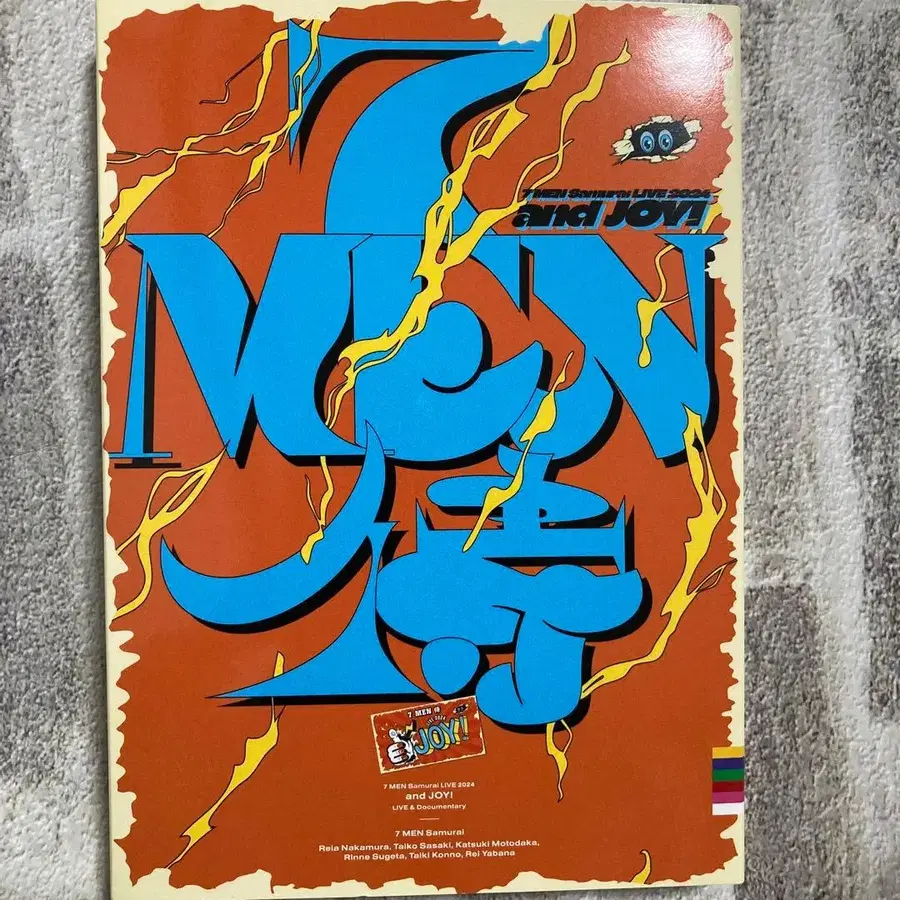 7
MEN
侍
7 MEN Samurai LIVE 2024
and JOY!
7 MEN 侍
LIVE 2024
JOY!
7 MEN Samurai LIVE 2024
and JOY!
LIVE & Documentary
7 MEN Samurai
Reia Nakamura, Taiko Sasaki, Katsuki Motodaka,
Rinne Sugeta, Taiki Konno, Rei Yabana